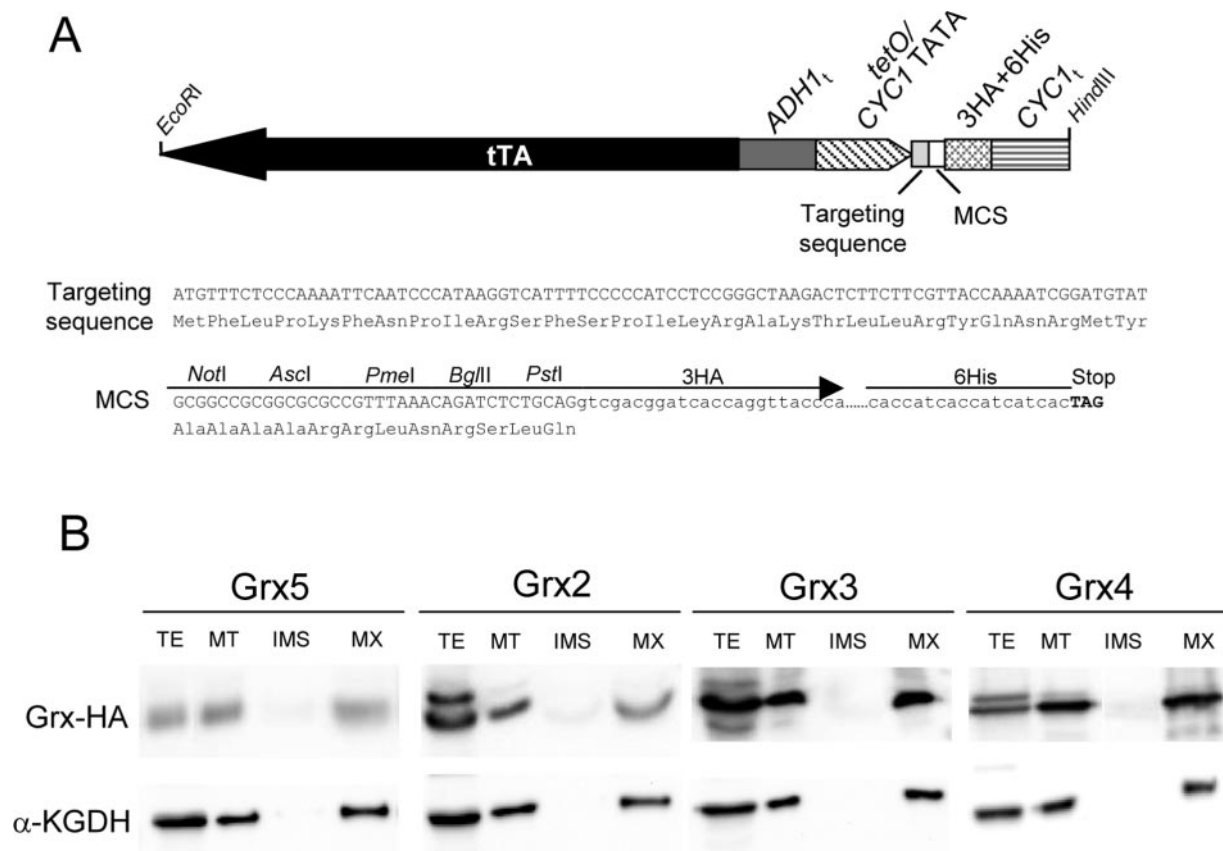 A
EcoRI
tTA
ADH1t
tetO/
CYC1 TATA
3HA+6His
CYC1t
HindIII
Targeting
sequence
MCS
Targeting
sequence
ATGTTTCTCCCAAAATTCAATCCCATAAGGTCATTTTCCCCCATCCTCCGGGCTAAGACTCTTCTTCGTTACCAAAATCGGATGTAT
MetPheLeuProLysPheAsnProIleArgSerPheSerProIleLeyArgAlaLysThrLeuLeuArgTyrGlnAsnArgMetTyr
NotI AscI PmeI BglII PstI 3HA 6His Stop
MCS
GCGGCCGCGGCGCGCCGTTTAAACAGATCTCTGCAGgtcgacggatcaccaggttaccca......caccatcaccatcatcacTAG
AlaAlaAlaAlaArgArgLeuAsnArgSerLeuGln
B
Grx5 Grx2 Grx3 Grx4
TE MT IMS MX TE MT IMS MX TE MT IMS MX TE MT IMS MX
Grx-HA
α-KGDH